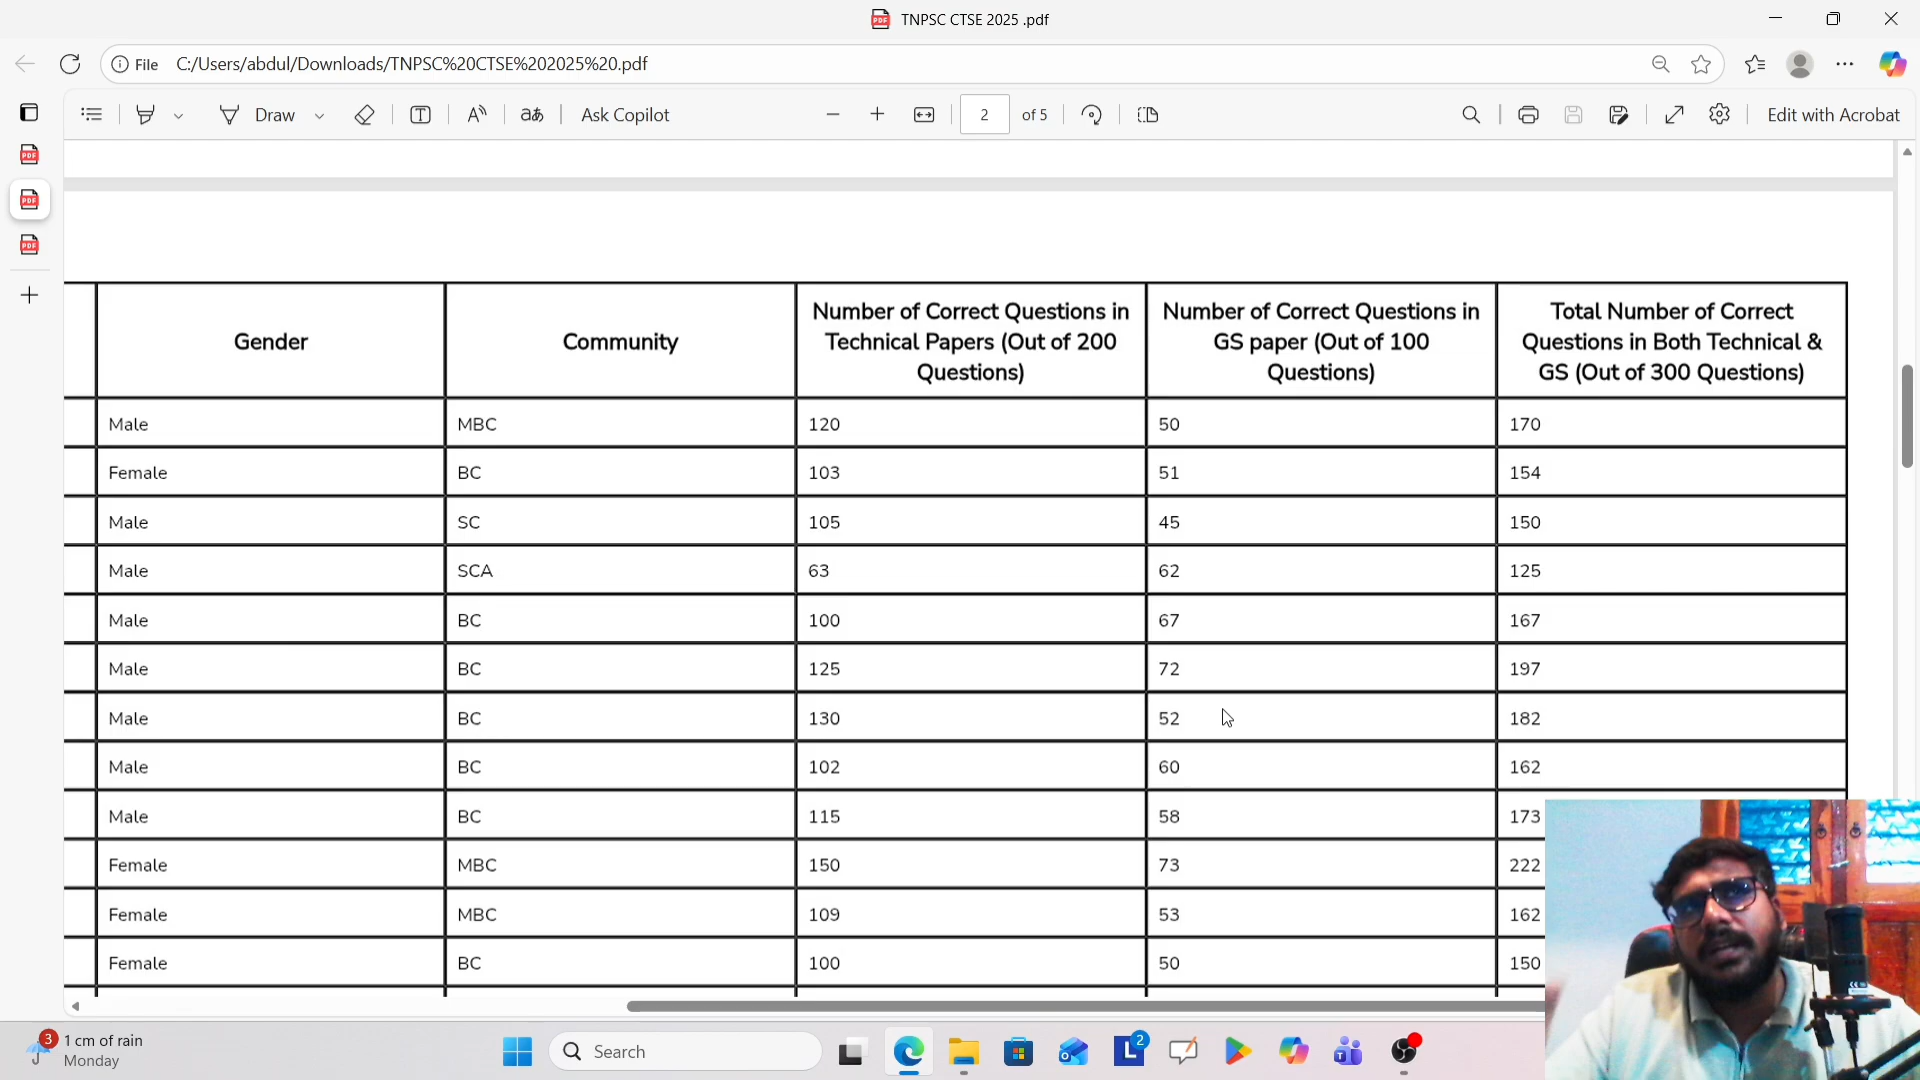 TNPSC CTSE 2025 .pdf
File C:/Users/abdul/Downloads/TNPSC%20CTSE%202025%20.pdf
Draw Ask Copilot 2 of 5 Edit with Acrobat
Gender Community Number of Correct Questions in Technical Papers (Out of 200 Questions) Number of Correct Questions in GS paper (Out of 100 Questions) Total Number of Correct Questions in Both Technical & GS (Out of 300 Questions)
Male MBC 120 50 170
Female BC 103 51 154
Male SC 105 45 150
Male SCA 63 62 125
Male BC 100 67 167
Male BC 125 72 197
Male BC 130 52 182
Male BC 102 60 162
Male BC 115 58 173
Female MBC 150 73 222
Female MBC 109 53 162
Female BC 100 50 150
3 1 cm of rain
Monday
Search
2